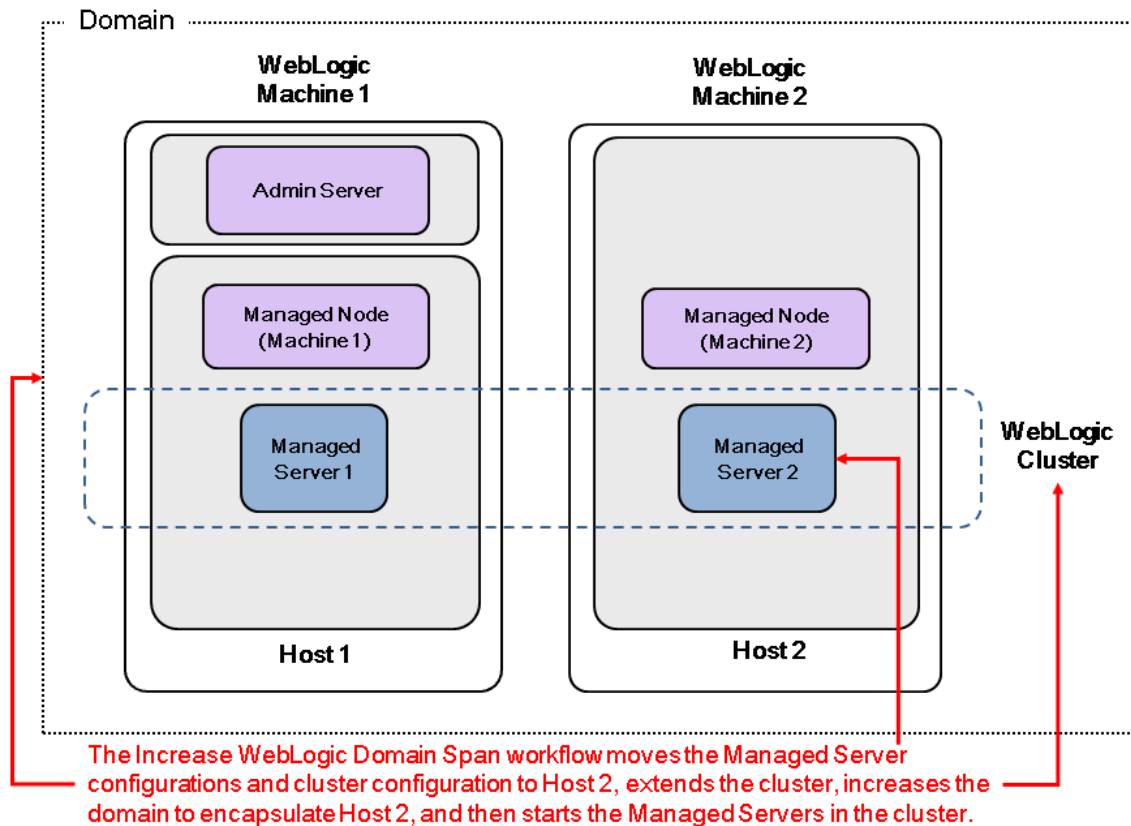 Domain
WebLogic
Machine 1
WebLogic
Machine 2
Admin Server
Managed Node
(Machine 1)
Managed Node
(Machine 2)
Managed
Server 1
Managed
Server 2
WebLogic
Cluster
Host 1
Host 2
The Increase WebLogic Domain Span workflow moves the Managed Server
configurations and cluster configuration to Host 2, extends the cluster, increases the
domain to encapsulate Host 2, and then starts the Managed Servers in the cluster.